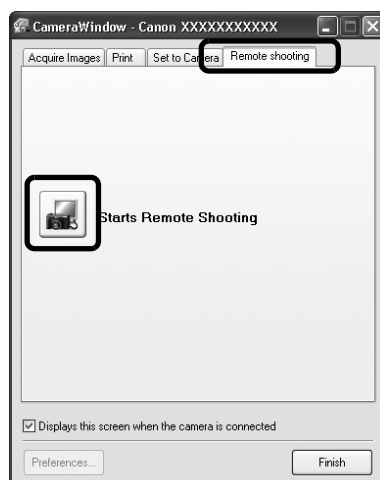 CameraWindow - Canon XXXXXXXXXXX
Acquire Images Print Set to Camera Remote shooting
Starts Remote Shooting
Displays this screen when the camera is connected
Preferences... Finish